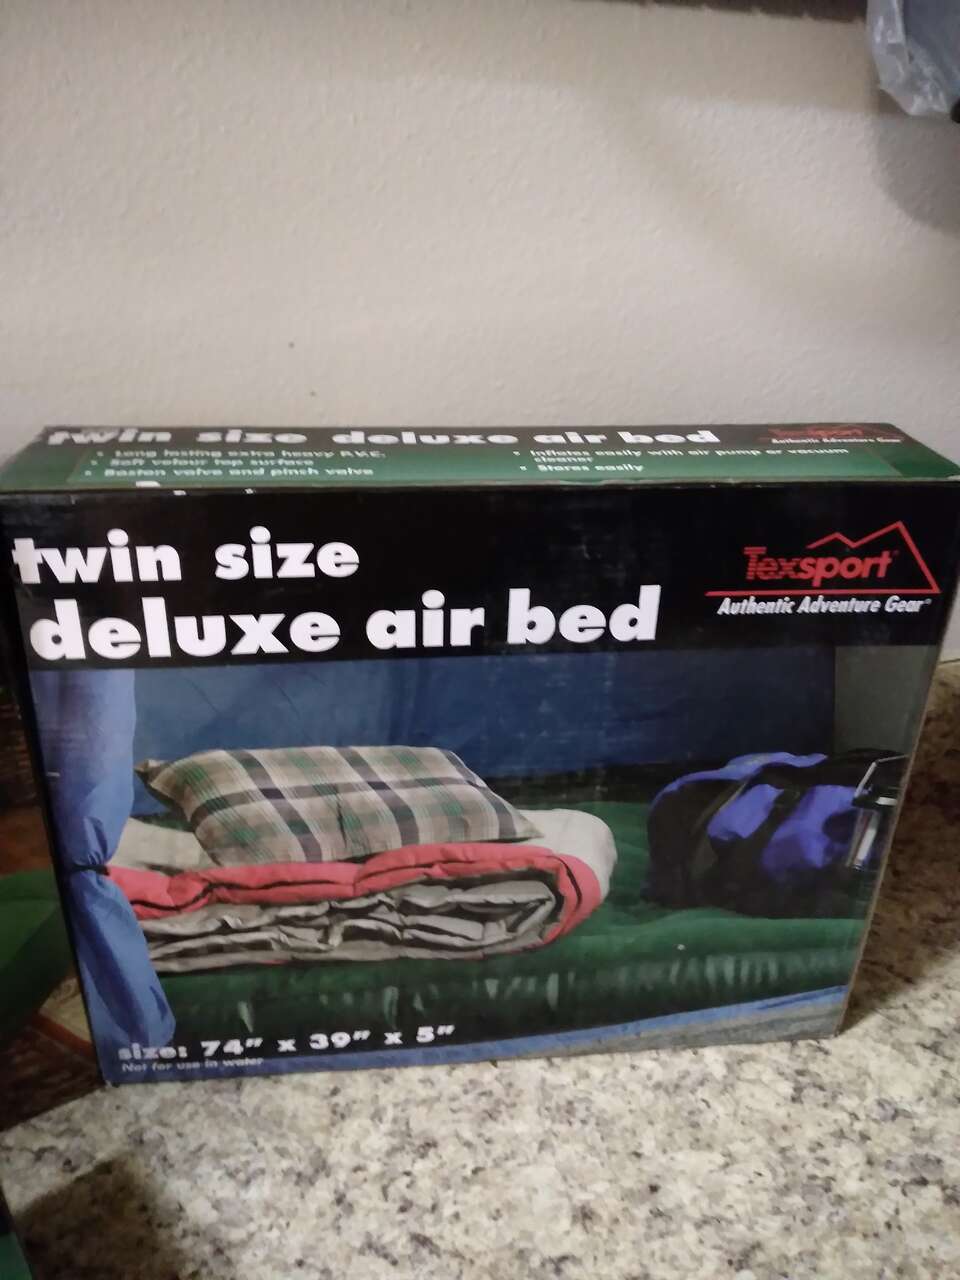 twin size deluxe air bed
• Long lasting extra heavy P.V.C.
• Soft velour top surface
• Boston valve and pinch valve
• Inflates easily with air pump or vacuum
cleaner
• Stores easily
Texsport
Authentic Adventure Gear
twin size
deluxe air bed
Texsport®
Authentic Adventure Gear®
size: 74" x 39" x 5"
Not for use in water